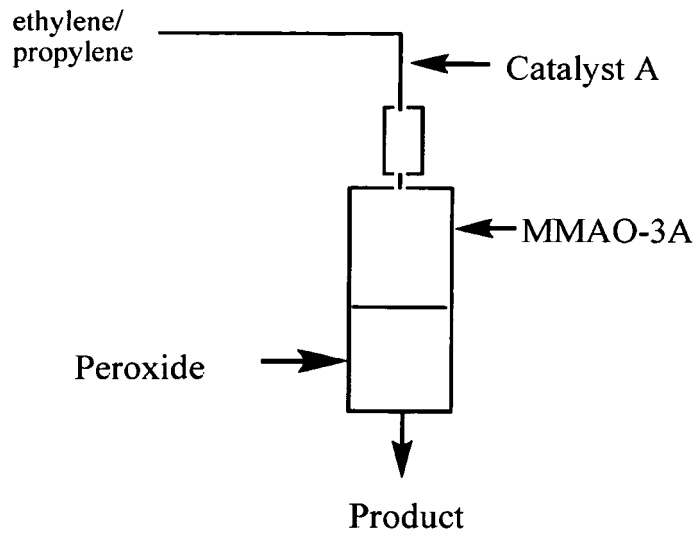 ethylene/
propylene
Catalyst A
MMAO-3A
Peroxide
Product